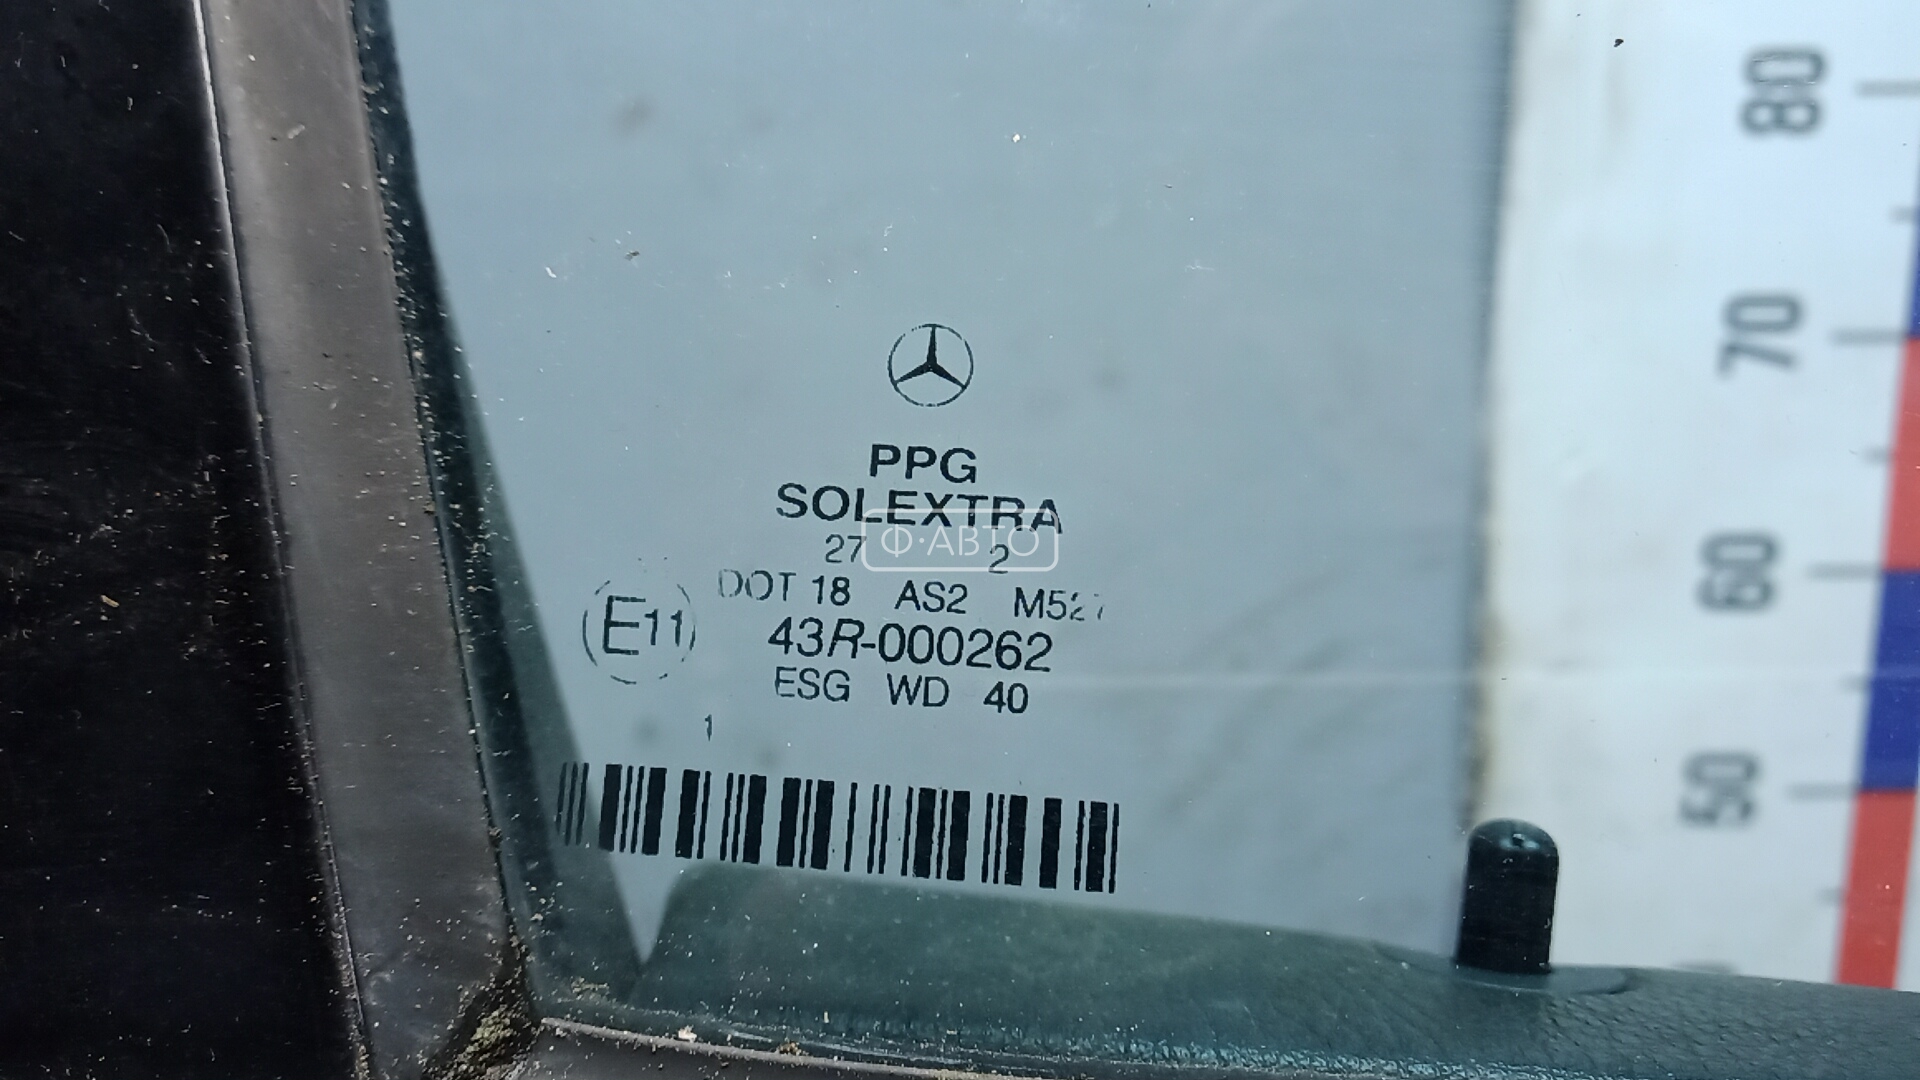 PPG
SOLEXTRA
Ф·АВТО
27 2
DOT 18 AS2 M527
E11
43R-000262
ESG WD 40
1
80
70
60
50